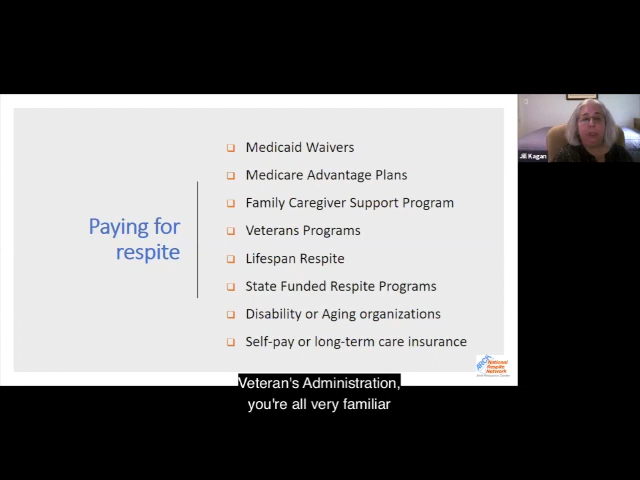 Paying for
respite
Medicaid Waivers
Medicare Advantage Plans
Family Caregiver Support Program
Veterans Programs
Lifespan Respite
State Funded Respite Programs
Disability or Aging organizations
Self-pay or long-term care insurance
Jill Kagan
ARCH National
Respite
Network
Veteran's Administration,
you're all very familiar